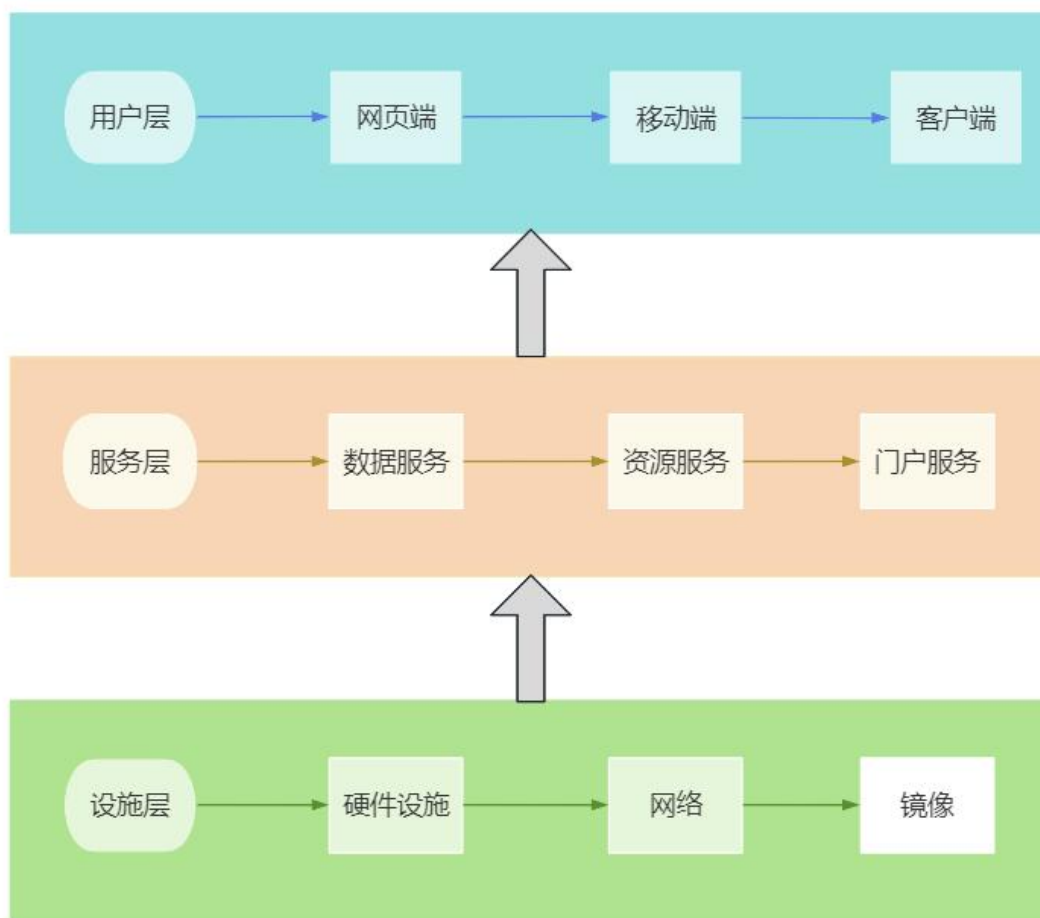 用户层 网页端 移动端 客户端
服务层 数据服务 资源服务 门户服务
设施层 硬件设施 网络 镜像